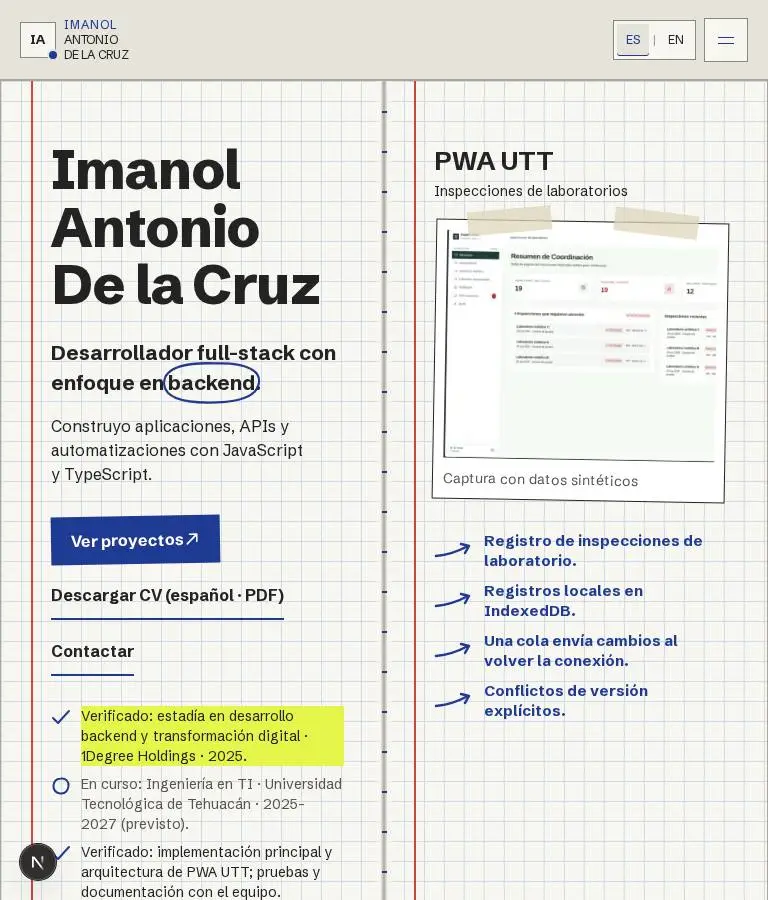 IA
IMANOL
ANTONIO
DE LA CRUZ
ES | EN
Imanol
Antonio
De la Cruz
Desarrollador full-stack con
enfoque en backend.
Construyo aplicaciones, APIs y
automatizaciones con JavaScript
y TypeScript.
Ver proyectos
Descargar CV (español · PDF)
Contactar
Verificado: estadía en desarrollo
backend y transformación digital ·
1Degree Holdings · 2025.
En curso: Ingeniería en TI · Universidad
Tecnológica de Tehuacán · 2025–
2027 (previsto).
Verificado: implementación principal y
arquitectura de PWA UTT; pruebas y
documentación con el equipo.
N
PWA UTT
Inspecciones de laboratorios
Resumen de Coordinación
19
19
12
Captura con datos sintéticos
Registro de inspecciones de
laboratorio.
Registros locales en
IndexedDB.
Una cola envía cambios al
volver la conexión.
Conflictos de versión
explícitos.